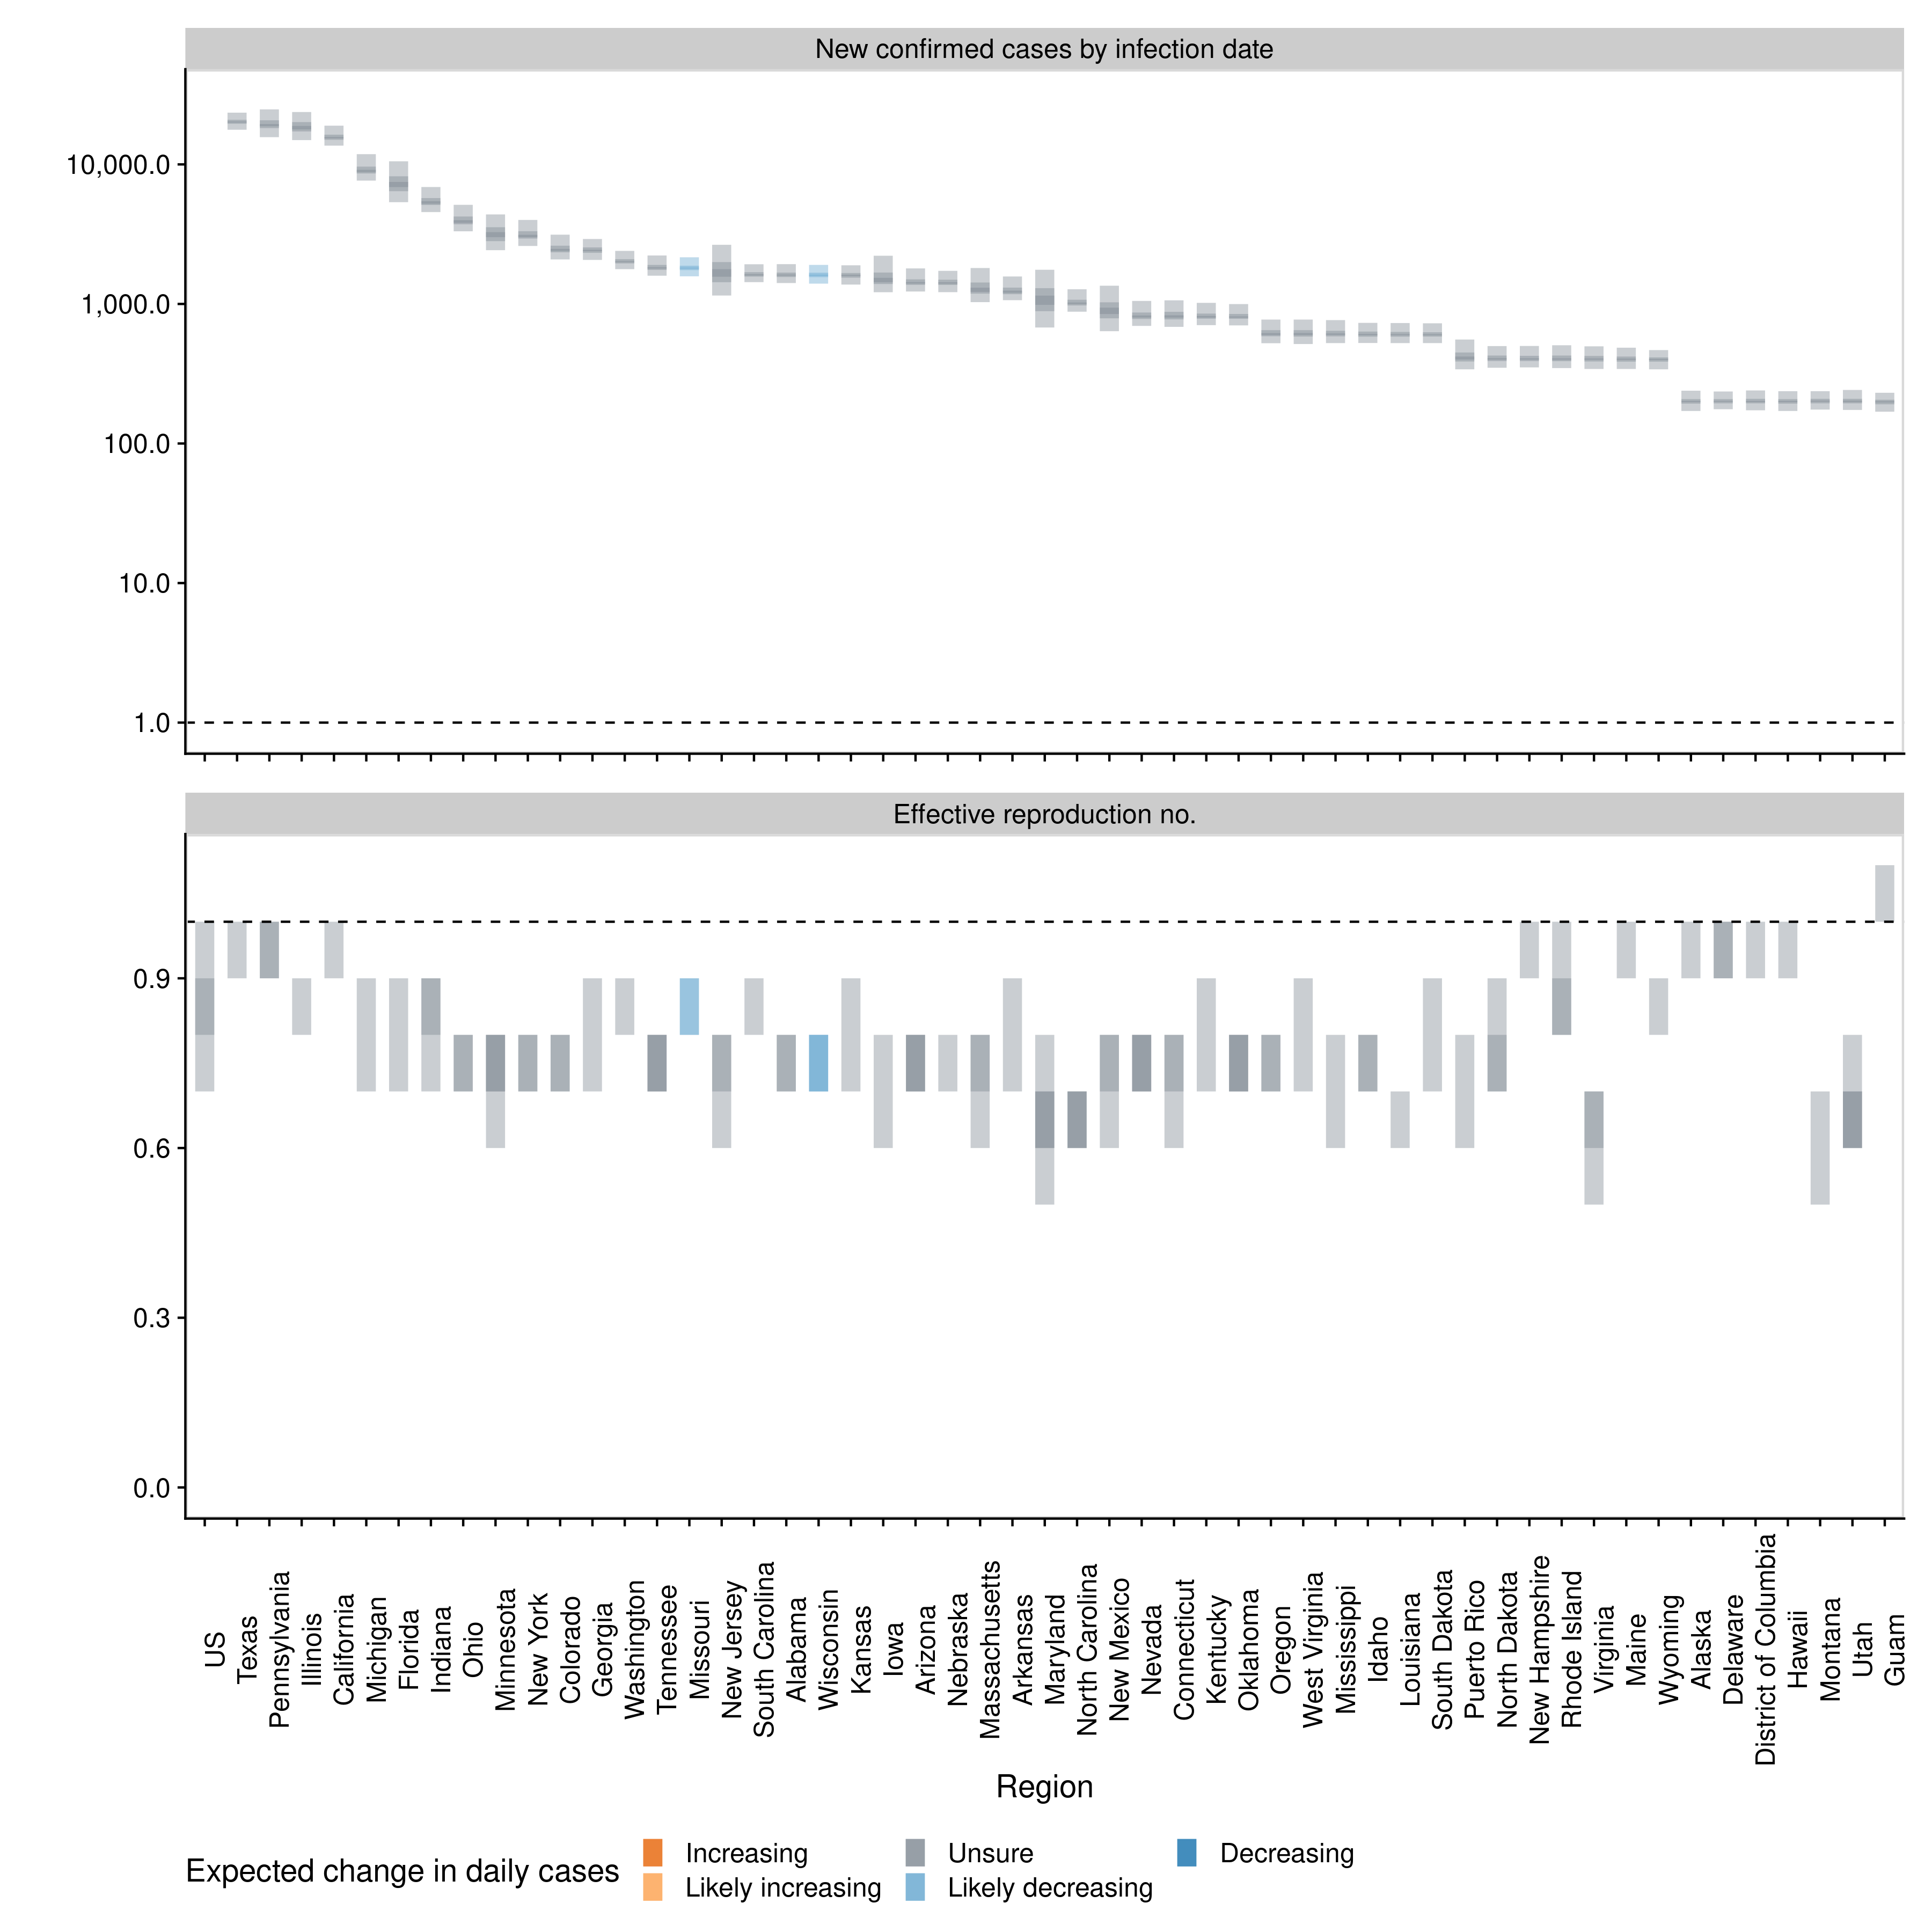 New confirmed cases by infection date
10,000.0
1,000.0
100.0
10.0
1.0
Effective reproduction no.
0.9
0.6
0.3
0.0
US
Texas
Pennsylvania
Illinois
California
Michigan
Florida
Indiana
Ohio
Minnesota
New York
Colorado
Georgia
Washington
Tennessee
Missouri
New Jersey
South Carolina
Alabama
Wisconsin
Kansas
Iowa
Arizona
Nebraska
Massachusetts
Arkansas
Maryland
North Carolina
New Mexico
Nevada
Connecticut
Kentucky
Oklahoma
Oregon
West Virginia
Mississippi
Idaho
Louisiana
South Dakota
Puerto Rico
North Dakota
New Hampshire
Rhode Island
Virginia
Maine
Wyoming
Alaska
Delaware
District of Columbia
Hawaii
Montana
Utah
Guam
Region
Expected change in daily cases
Increasing
Likely increasing
Unsure
Likely decreasing
Decreasing